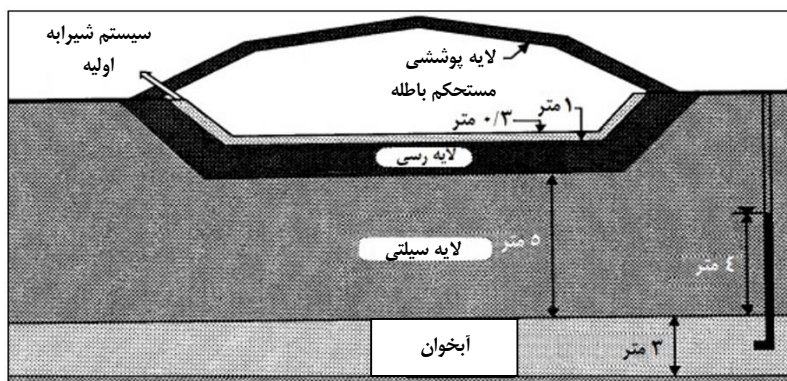 سیستم شیرابه
اولیه
لایه پوششی
مستحکم باطله
۱ متر
۰/۳ متر
لایه رسی
لایه سیلتی
۵ متر
۴ متر
آبخوان
۳ متر